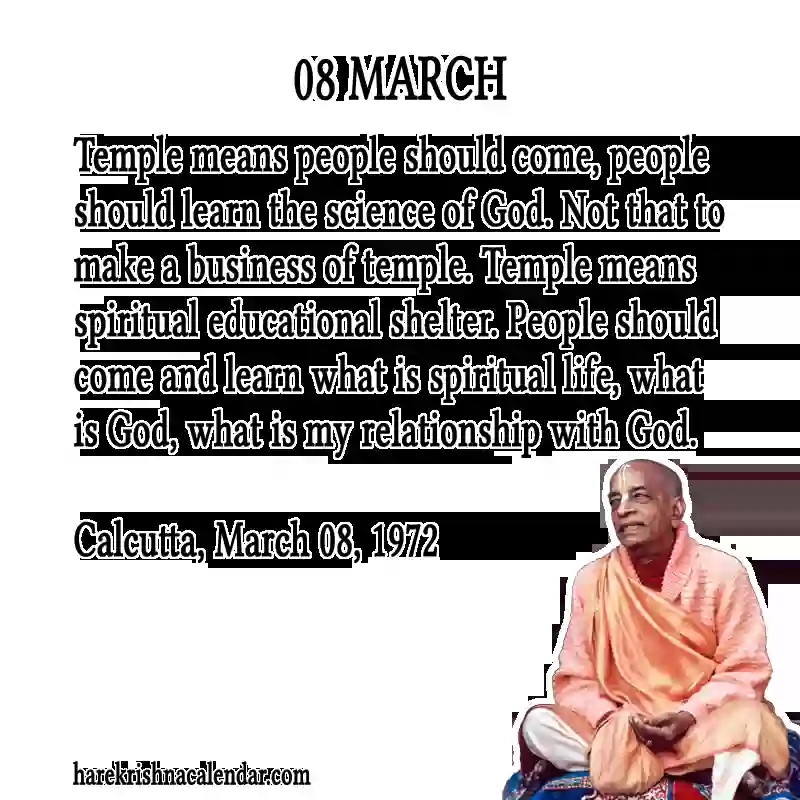 08 MARCH
Temple means people should come, people
should learn the science of God. Not that to
make a business of temple. Temple means
spiritual educational shelter. People should
come and learn what is spiritual life, what
is God, what is my relationship with God.
Calcutta, March 08, 1972
harekrishnacalendar.com